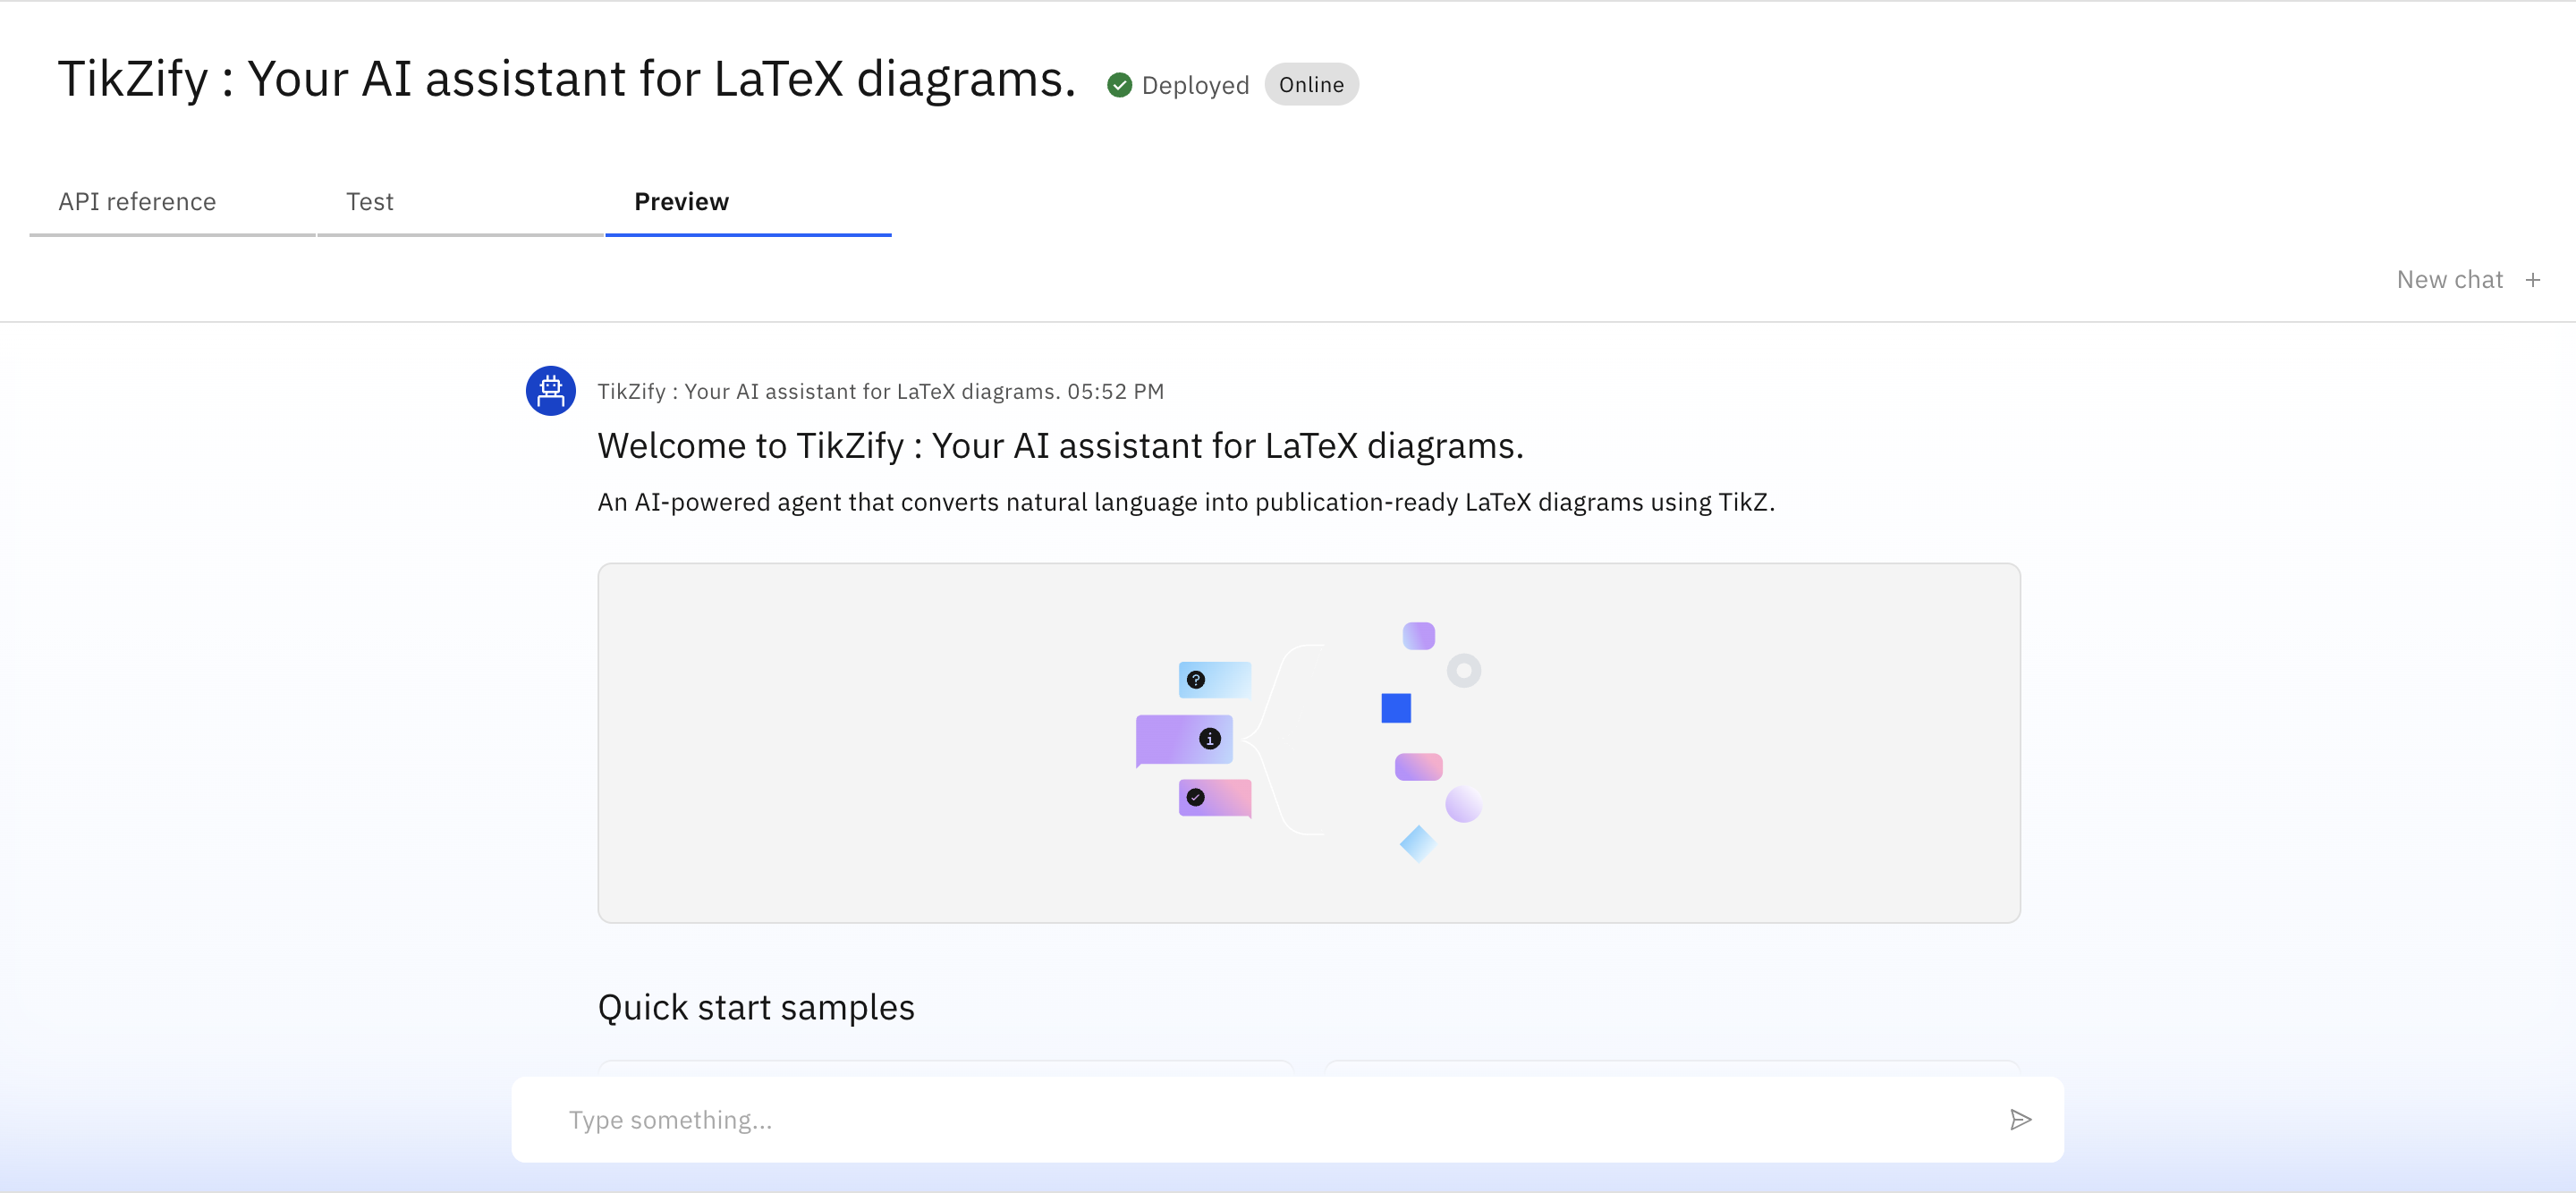 TikZify : Your AI assistant for LaTeX diagrams. Deployed Online
API reference Test Preview
New chat +
TikZify : Your AI assistant for LaTeX diagrams. 05:52 PM
Welcome to TikZify : Your AI assistant for LaTeX diagrams.
An AI-powered agent that converts natural language into publication-ready LaTeX diagrams using TikZ.
?
i
Quick start samples
Type something...